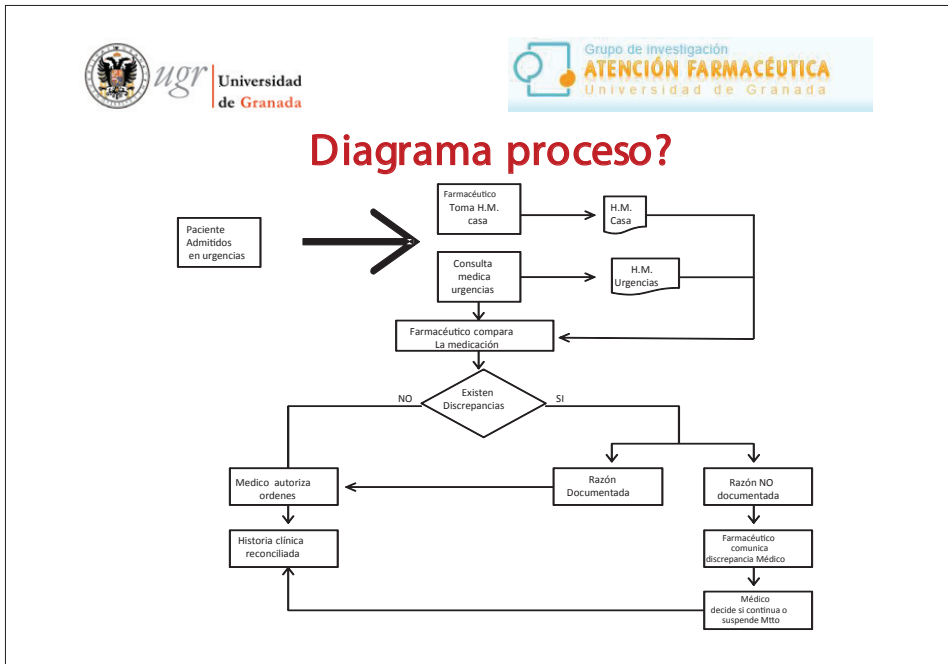 ugr
Universidad
de Granada
Grupo de investigación
ATENCIÓN FARMACÉUTICA
Universidad de Granada
Diagrama proceso?
Paciente
Admitidos
en urgencias
Farmacéutico
Toma H.M.
casa
H.M.
Casa
Consulta
medica
urgencias
H.M.
Urgencias
Farmacéutico compara
La medicación
Existen
Discrepancias
NO
SI
Medico autoriza
ordenes
Razón
Documentada
Razón NO
documentada
Historia clínica
reconciliada
Farmacéutico
comunica
discrepancia Médico
Médico
decide si continua o
suspende Mtto